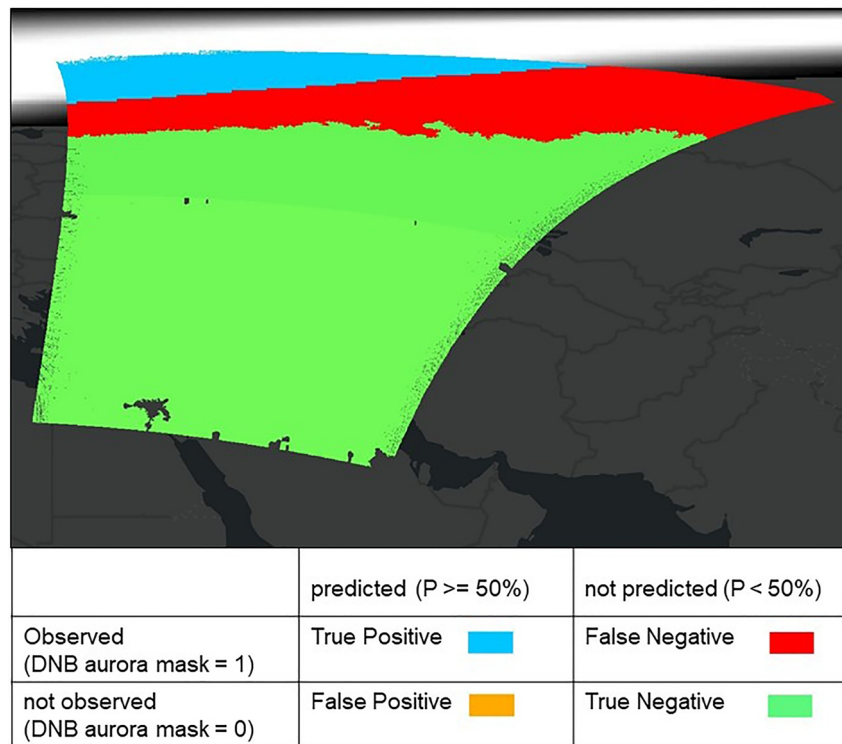 predicted (P >= 50%)
not predicted (P < 50%)
Observed
(DNB aurora mask = 1)
True Positive
False Negative
not observed
(DNB aurora mask = 0)
False Positive
True Negative